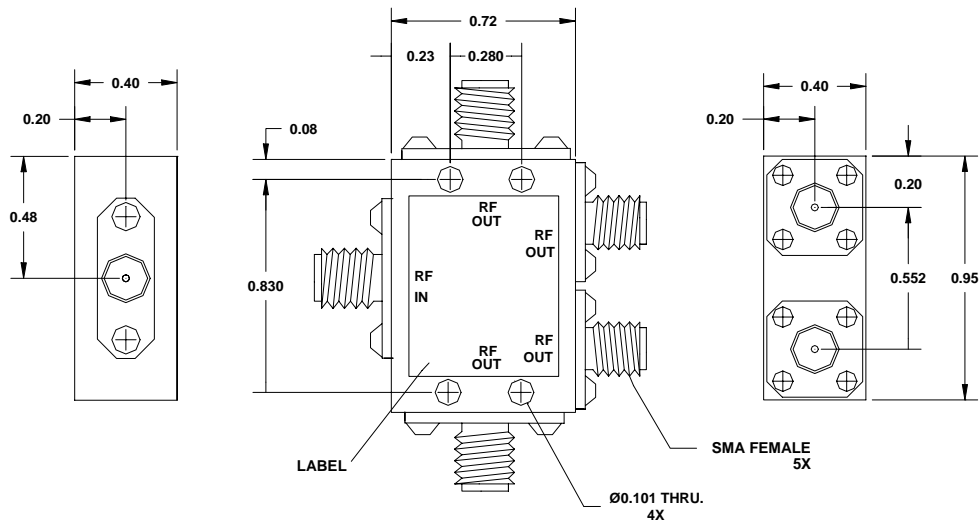 0.72
0.23
0.280
0.40
0.20
0.08
0.48
0.830
RF
OUT
RF
OUT
RF
IN
RF
OUT
RF
OUT
LABEL
SMA FEMALE
5X
Ø0.101 THRU.
4X
0.40
0.20
0.20
0.552
0.95